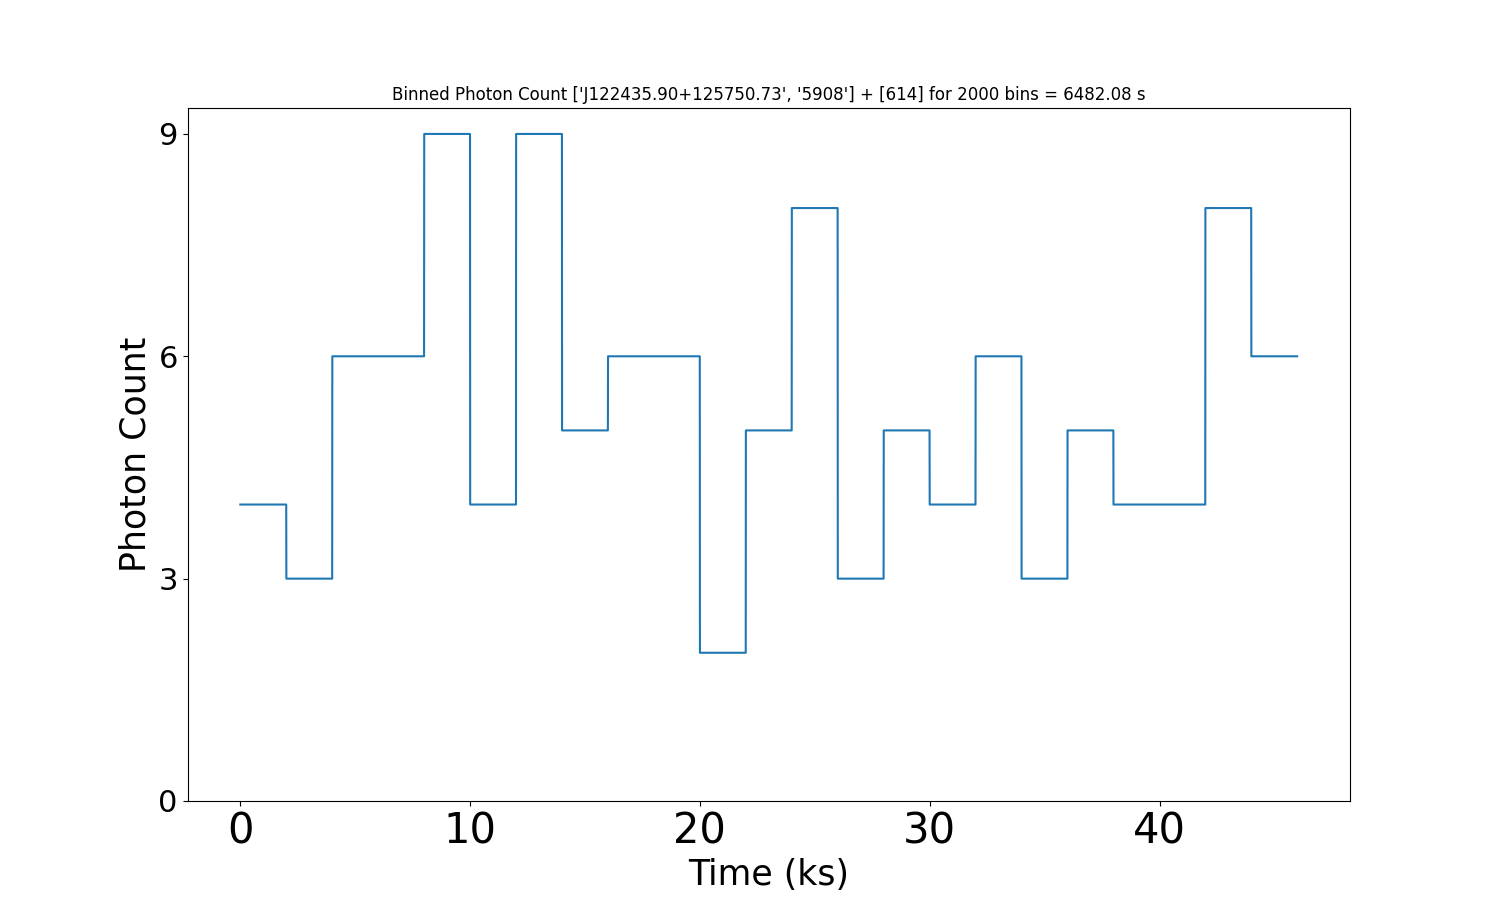 Binned Photon Count ['J122435.90+125750.73', '5908'] + [614] for 2000 bins = 6482.08 s
9
6
3
0
Photon Count
0 10 20 30 40
Time (ks)